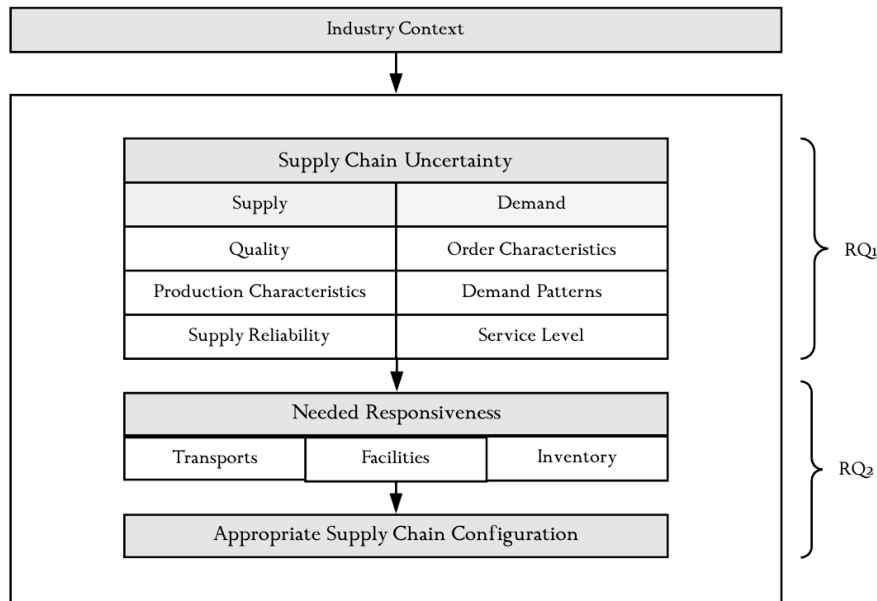 Industry Context
Supply Chain Uncertainty
Supply
Demand
Quality
Order Characteristics
RQ1
Production Characteristics
Demand Patterns
Supply Reliability
Service Level
Needed Responsiveness
Transports
Facilities
Inventory
RQ2
Appropriate Supply Chain Configuration